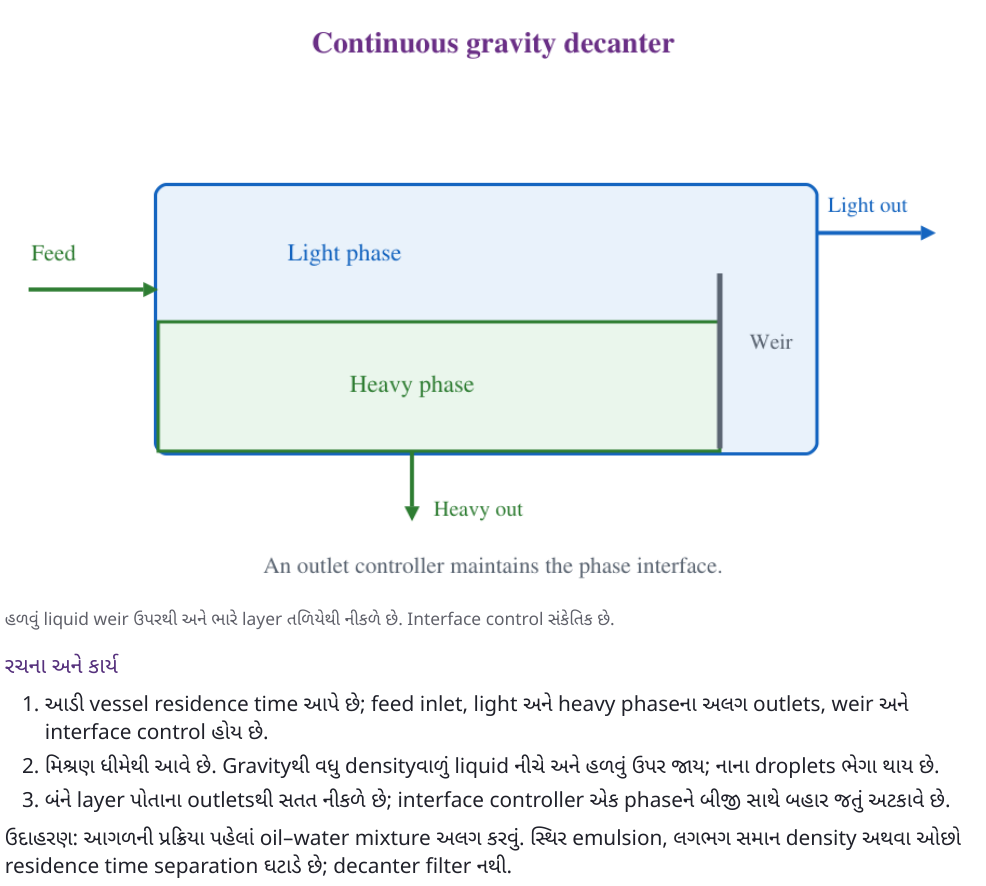 Continuous gravity decanter
Light out
Feed
Light phase
Weir
Heavy phase
Heavy out
An outlet controller maintains the phase interface.
હળવું liquid weir ઉપરથી અને ભારે layer તળિયેથી નીકળે છે. Interface control સંકેતિક છે.
રચના અને કાર્ય
1. આડી vessel residence time આપે છે; feed inlet, light અને heavy phaseના અલગ outlets, weir અને
interface control હોય છે.
2. મિશ્રણ ધીમેથી આવે છે. Gravityથી વધુ densityવાળું liquid નીચે અને હળવું ઉપર જાય; નાના droplets ભેગા થાય છે.
3. બંને layer પોતાના outletsથી સતત નીકળે છે; interface controller એક phaseને બીજી સાથે બહાર જતું અટકાવે છે.
ઉદાહરણ: આગળની પ્રક્રિયા પહેલાં oil–water mixture અલગ કરવું. સ્થિર emulsion, લગભગ સમાન density અથવા ઓછો
residence time separation ઘટાડે છે; decanter filter નથી.